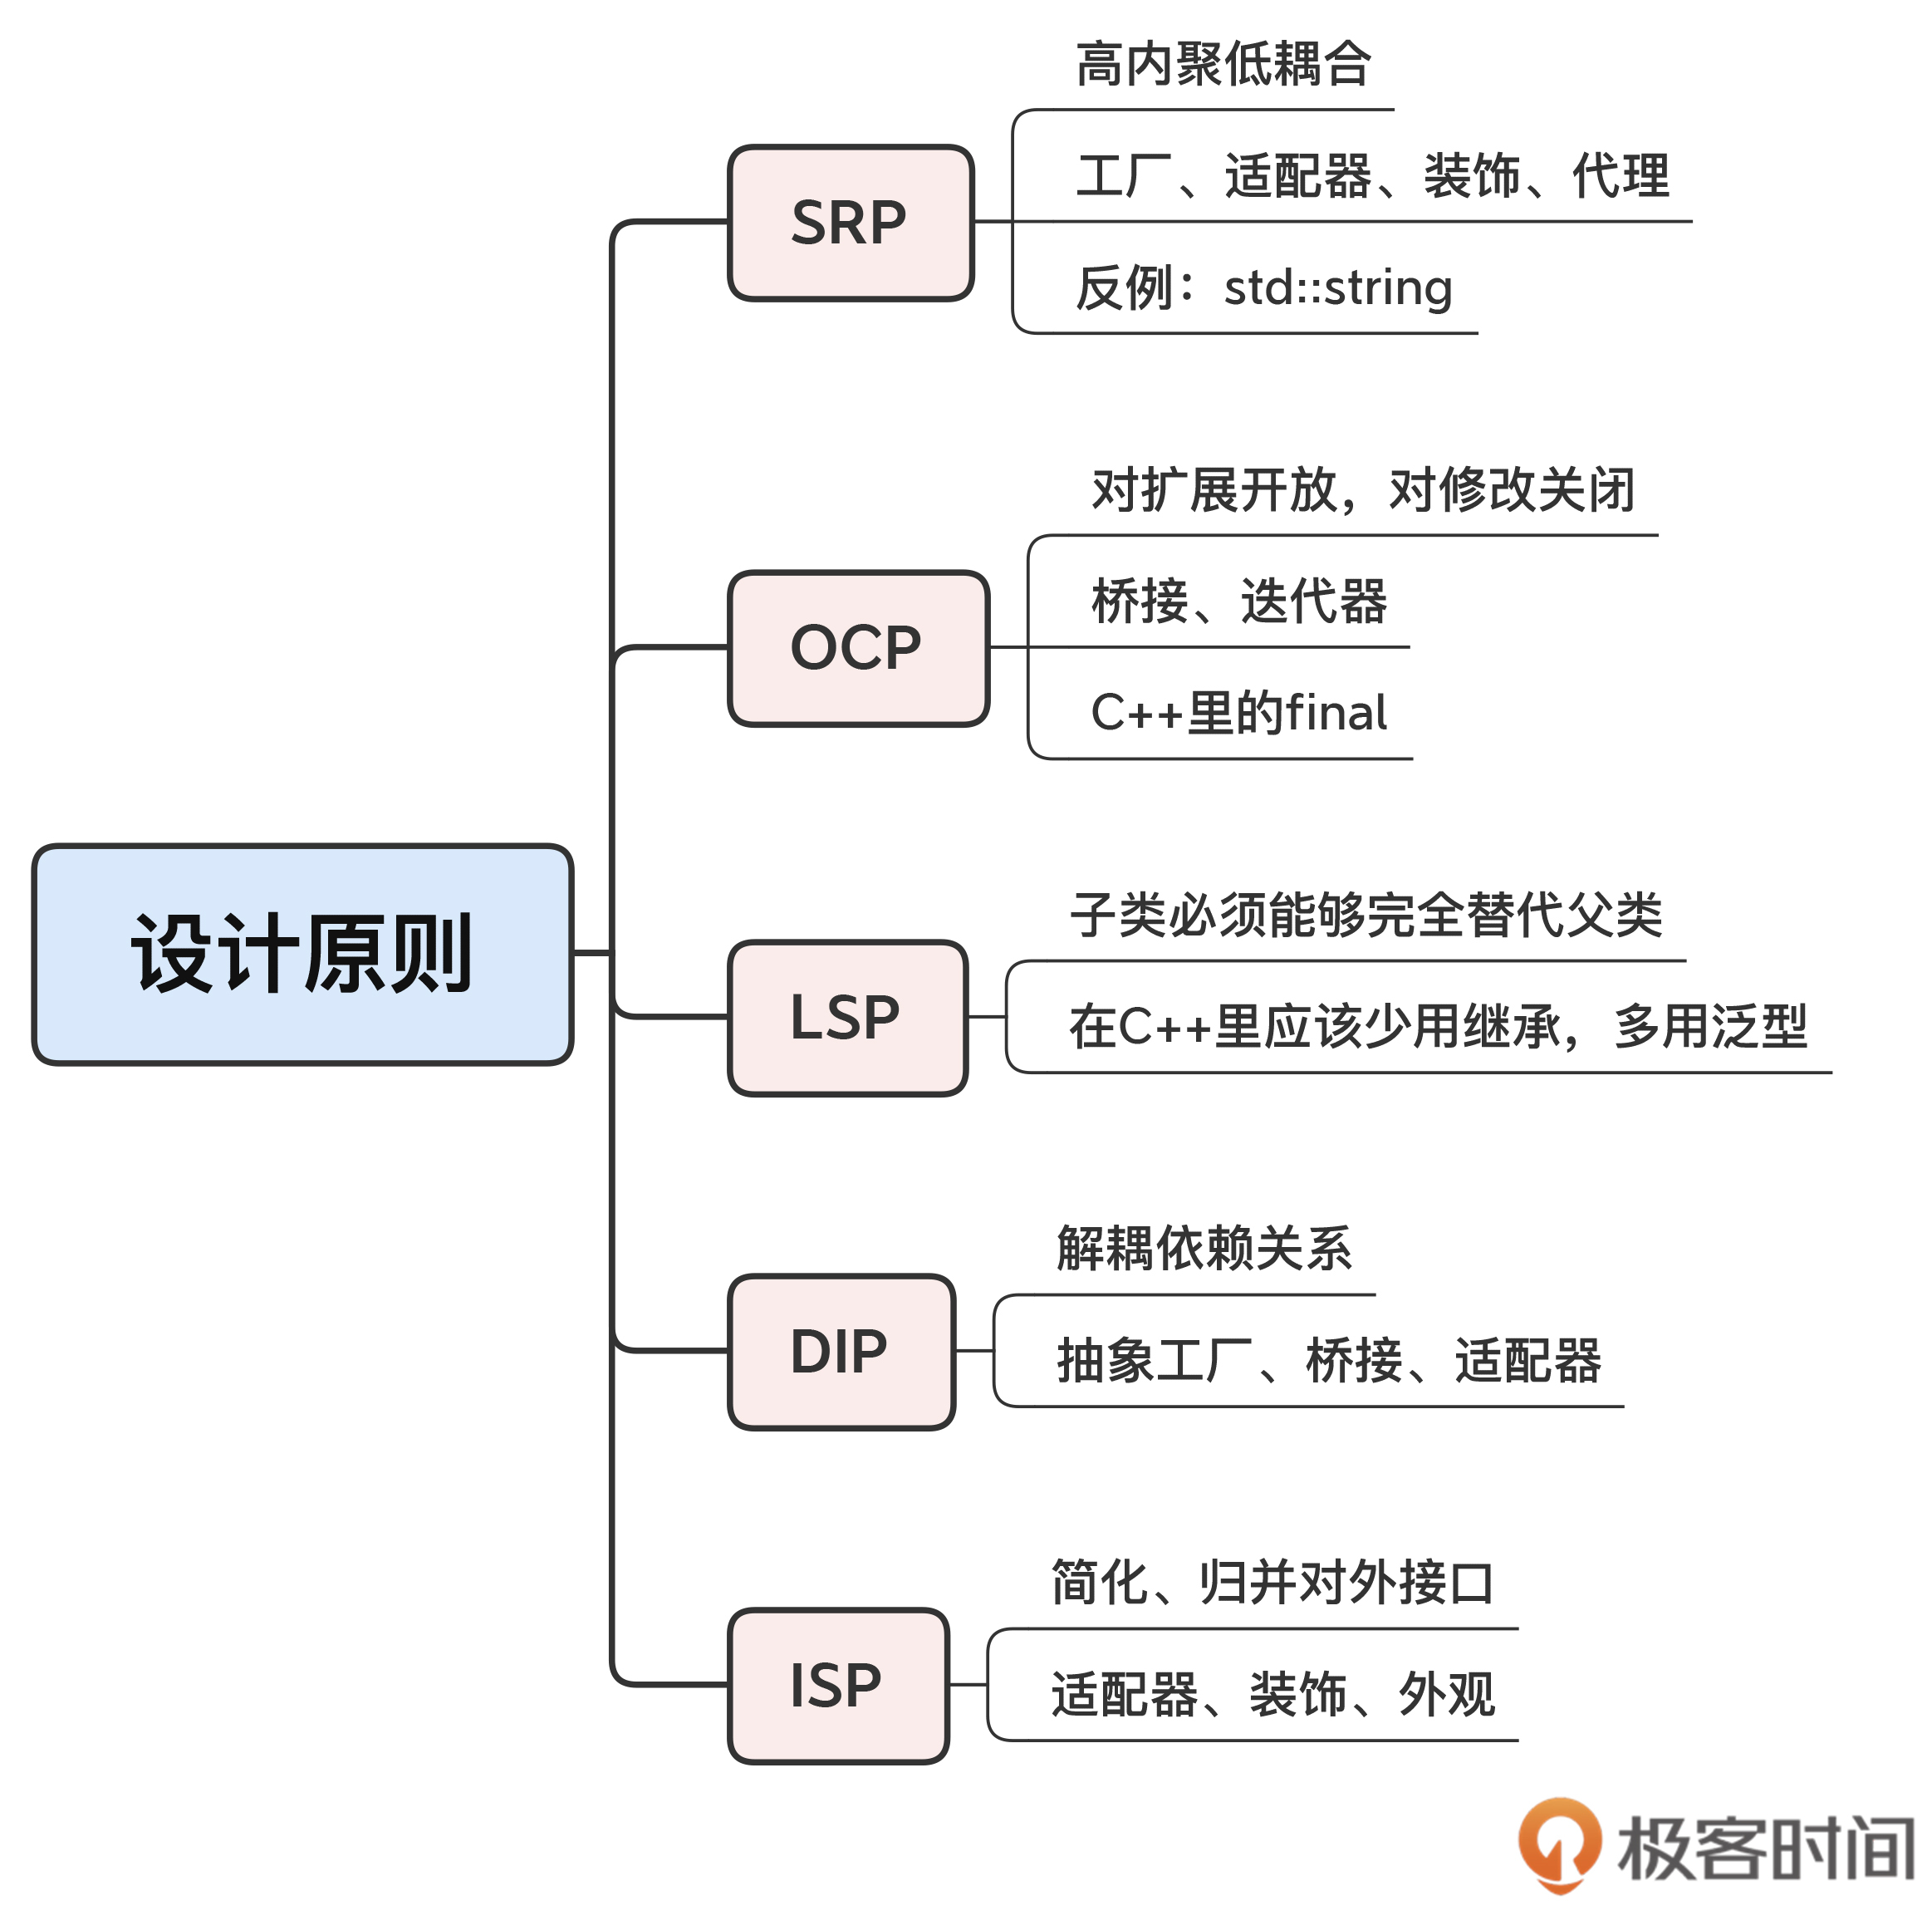 设计原则
SRP
高内聚低耦合
工厂、适配器、装饰、代理
反例：std::string
OCP
对扩展开放，对修改关闭
桥接、迭代器
C++里的final
LSP
子类必须能够完全替代父类
在C++里应该少用继承，多用泛型
DIP
解耦依赖关系
抽象工厂、桥接、适配器
ISP
简化、归并对外接口
适配器、装饰、外观
极客时间